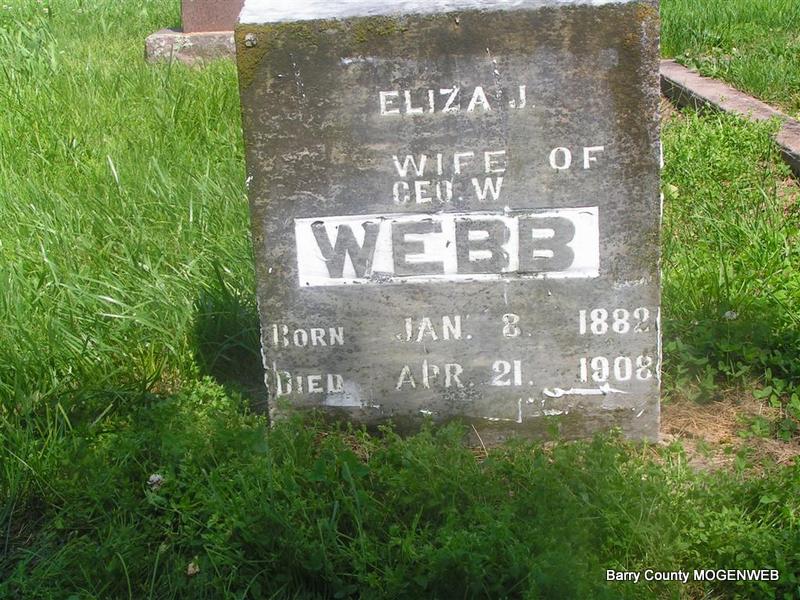 ELIZA J.
WIFE OF
GEO. W
WEBB
BORN JAN. 8. 1882
DIED APR. 21. 1908
Barry County MOGENWEB